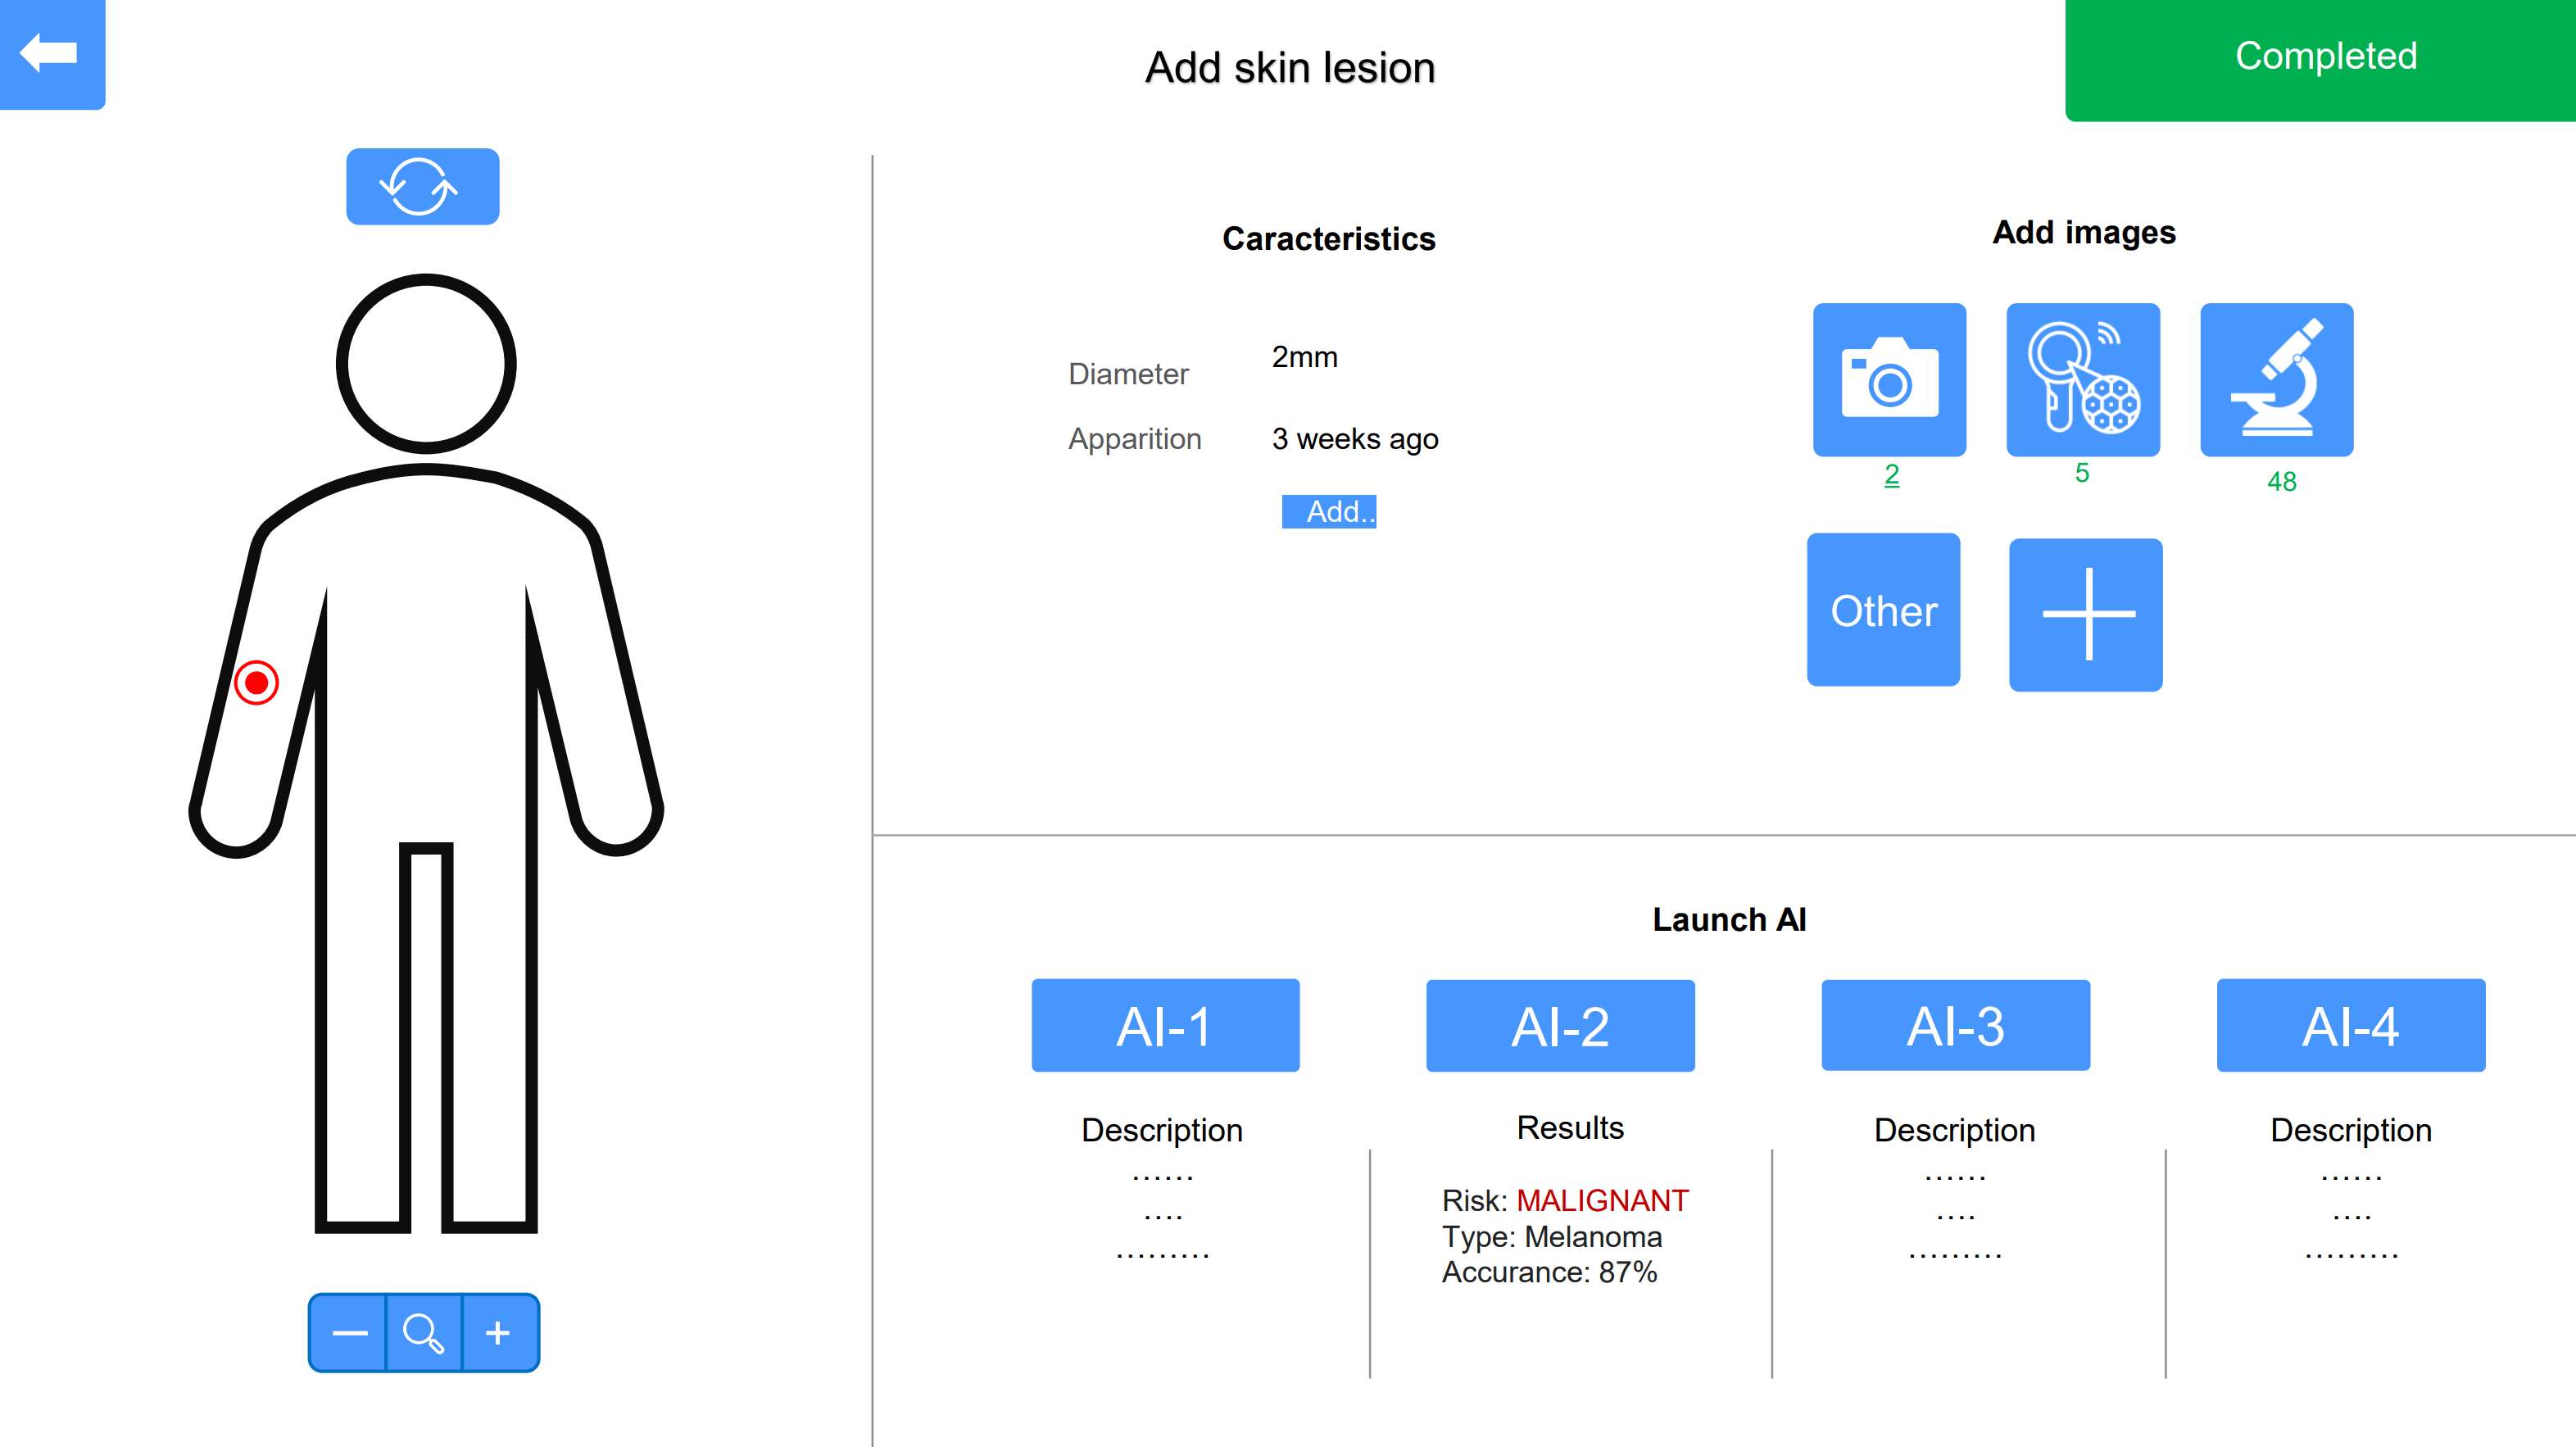 Add skin lesion
Completed
Caracteristics
Add images
Diameter
2mm
Apparition
3 weeks ago
Add..
2
5
48
Other
Launch AI
AI-1
AI-2
AI-3
AI-4
Description
……
….
………
Results
Risk: MALIGNANT
Type: Melanoma
Accurance: 87%
Description
……
….
………
Description
……
….
………